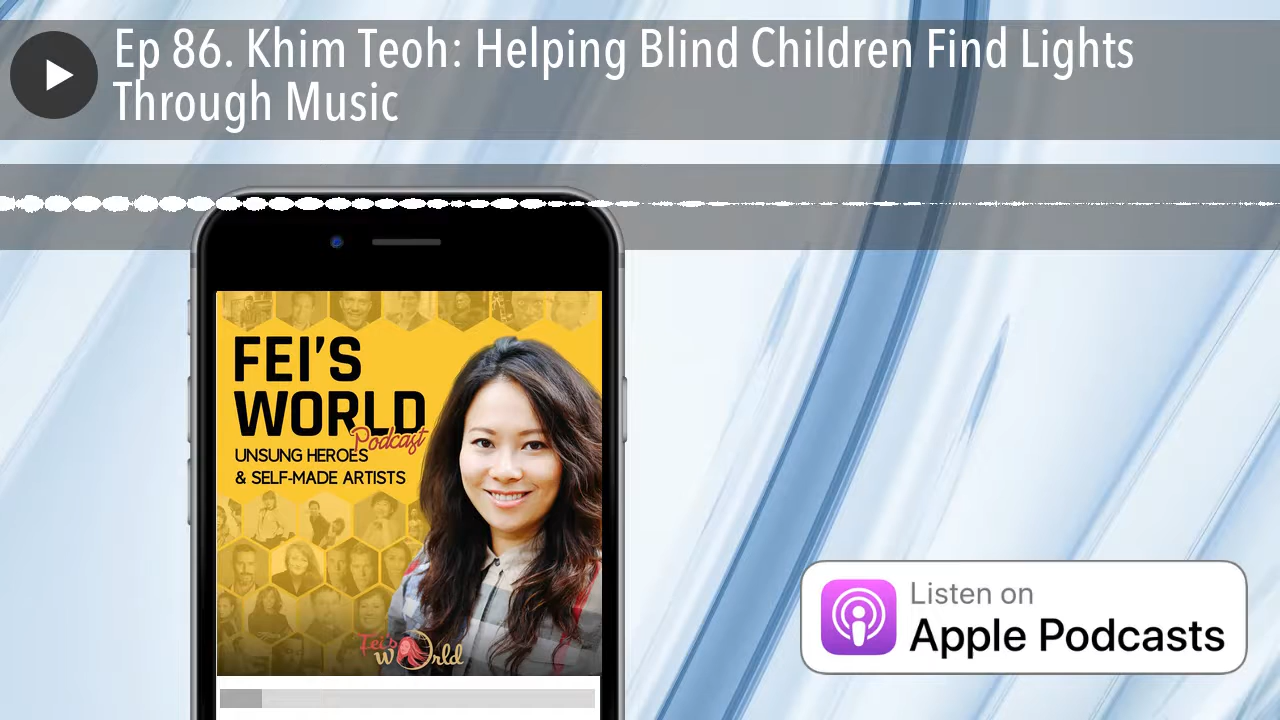 Ep 86. Khim Teoh: Helping Blind Children Find Lights
Through Music
FEI'S
WORLD
Podcast
UNSUNG HEROES
& SELF-MADE ARTISTS
Fei's
World
Listen on
Apple Podcasts